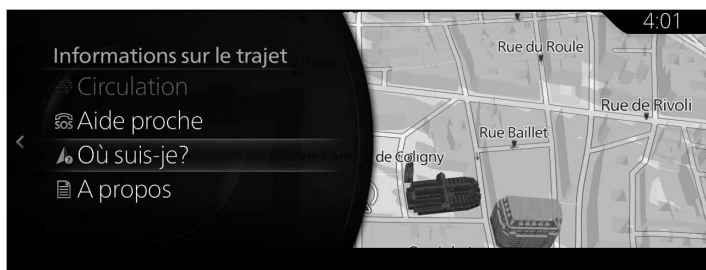 4:01
Informations sur le trajet
Circulation
SOS Aide proche
Où suis-je?
A propos
Rue du Roule
Rue de Rivoli
Rue Baillet
de Coligny
Rivoli